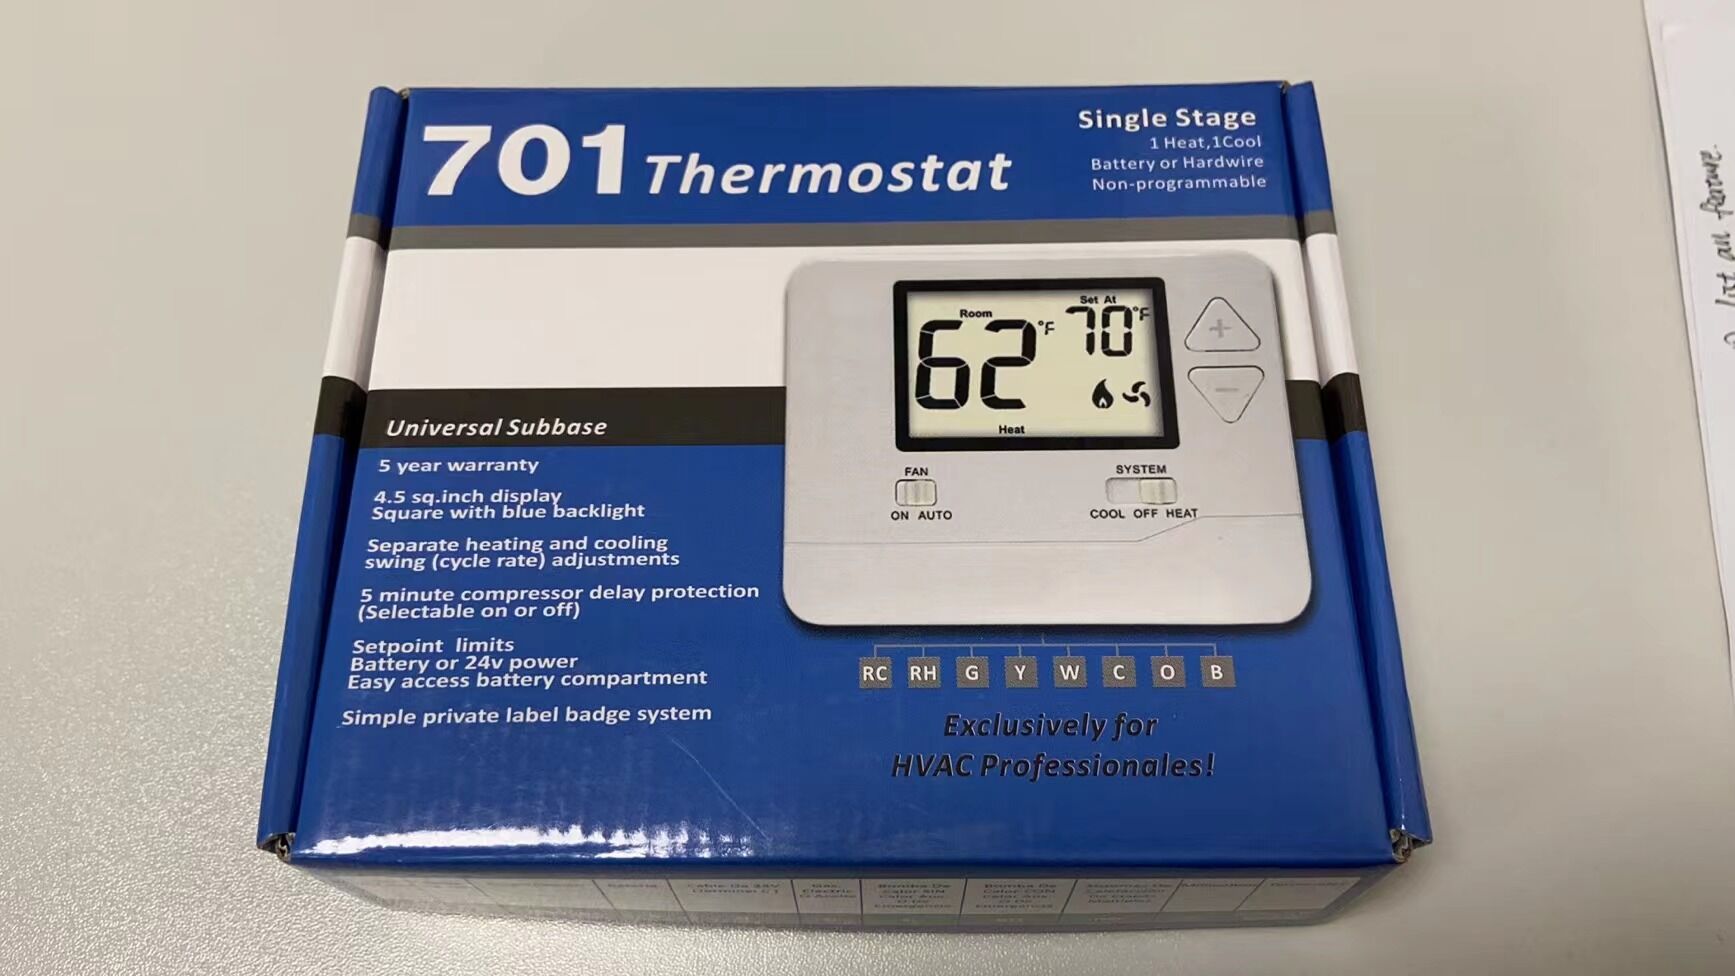 701 Thermostat
Single Stage
1 Heat,1Cool
Battery or Hardwire
Non-programmable
Room
62°F
Set At
70°F
Heat
+
−
FAN
ON AUTO
SYSTEM
COOL OFF HEAT
Universal Subbase
5 year warranty
4.5 sq.inch display
Square with blue backlight
Separate heating and cooling
swing (cycle rate) adjustments
5 minute compressor delay protection
(Selectable on or off)
Setpoint limits
Battery or 24v power
Easy access battery compartment
Simple private label badge system
RC RH G Y W C O B
Exclusively for
HVAC Professionales!
list all feature.